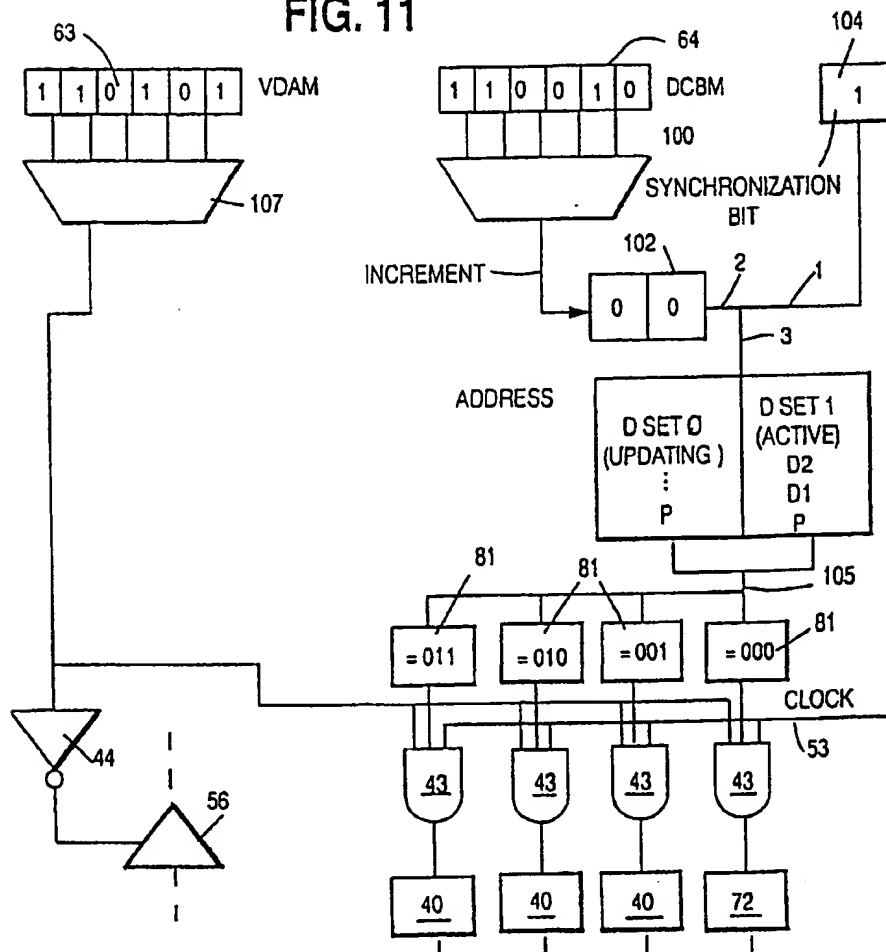 FIG. 11
63
64
104
1 1 0 1 0 1 VDAM
1 1 0 0 1 0 DCBM
1
100
107
SYNCHRONIZATION
BIT
102
INCREMENT
2
1
0 0
3
ADDRESS
D SET 0
(UPDATING)
⋮
P
D SET 1
(ACTIVE)
D2
D1
P
81
81
105
=011
=010
=001
=000
81
CLOCK
44
53
43
43
43
43
56
40
40
40
72